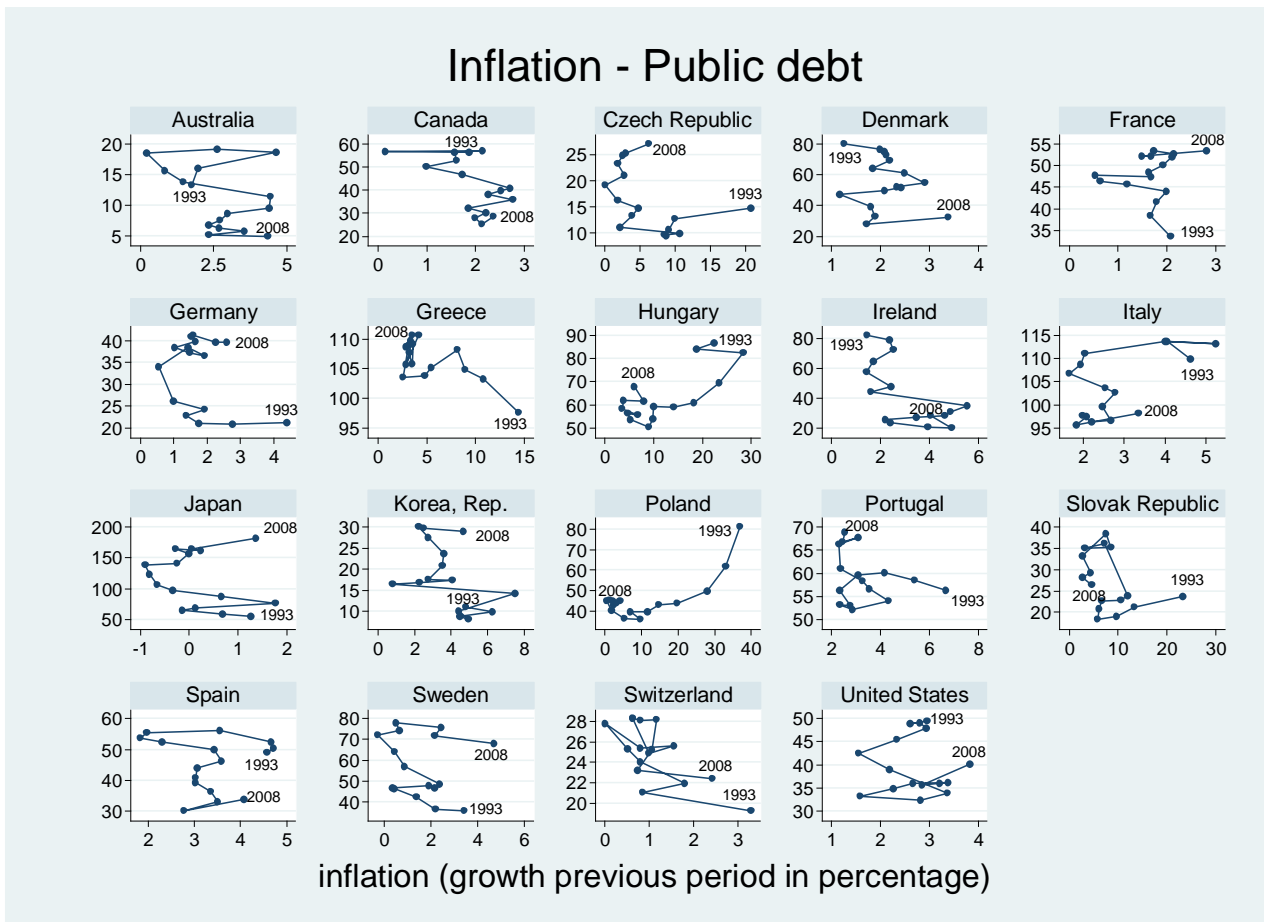 Inflation - Public debt
Australia Canada Czech Republic Denmark France
20 15 10 5 1993 2008 0 2.5 5
60 50 40 30 20 1993 2008 0 1 2 3
25 20 15 10 2008 1993 0 5 10 15 20
80 60 40 20 1993 2008 1 2 3 4
55 50 45 40 35 2008 1993 0 1 2 3
Germany Greece Hungary Ireland Italy
40 35 30 25 20 2008 1993 0 1 2 3 4
110 105 100 95 2008 1993 0 5 10 15
90 80 70 60 50 1993 2008 0 10 20 30
80 60 40 20 1993 2008 0 2 4 6
115 110 105 100 95 1993 2008 2 3 4 5
Japan Korea, Rep. Poland Portugal Slovak Republic
200 150 100 50 2008 1993 -1 0 1 2
30 25 20 15 10 2008 1993 0 2 4 6 8
80 60 40 1993 2008 0 10 20 30 40
70 65 60 55 50 2008 1993 2 4 6 8
40 35 30 25 20 1993 2008 0 10 20 30
Spain Sweden Switzerland United States
60 50 40 30 1993 2008 2 3 4 5
80 70 60 50 40 2008 1993 0 2 4 6
28 26 24 22 20 2008 1993 0 1 2 3
50 45 40 35 30 1993 2008 1 2 3 4
inflation (growth previous period in percentage)